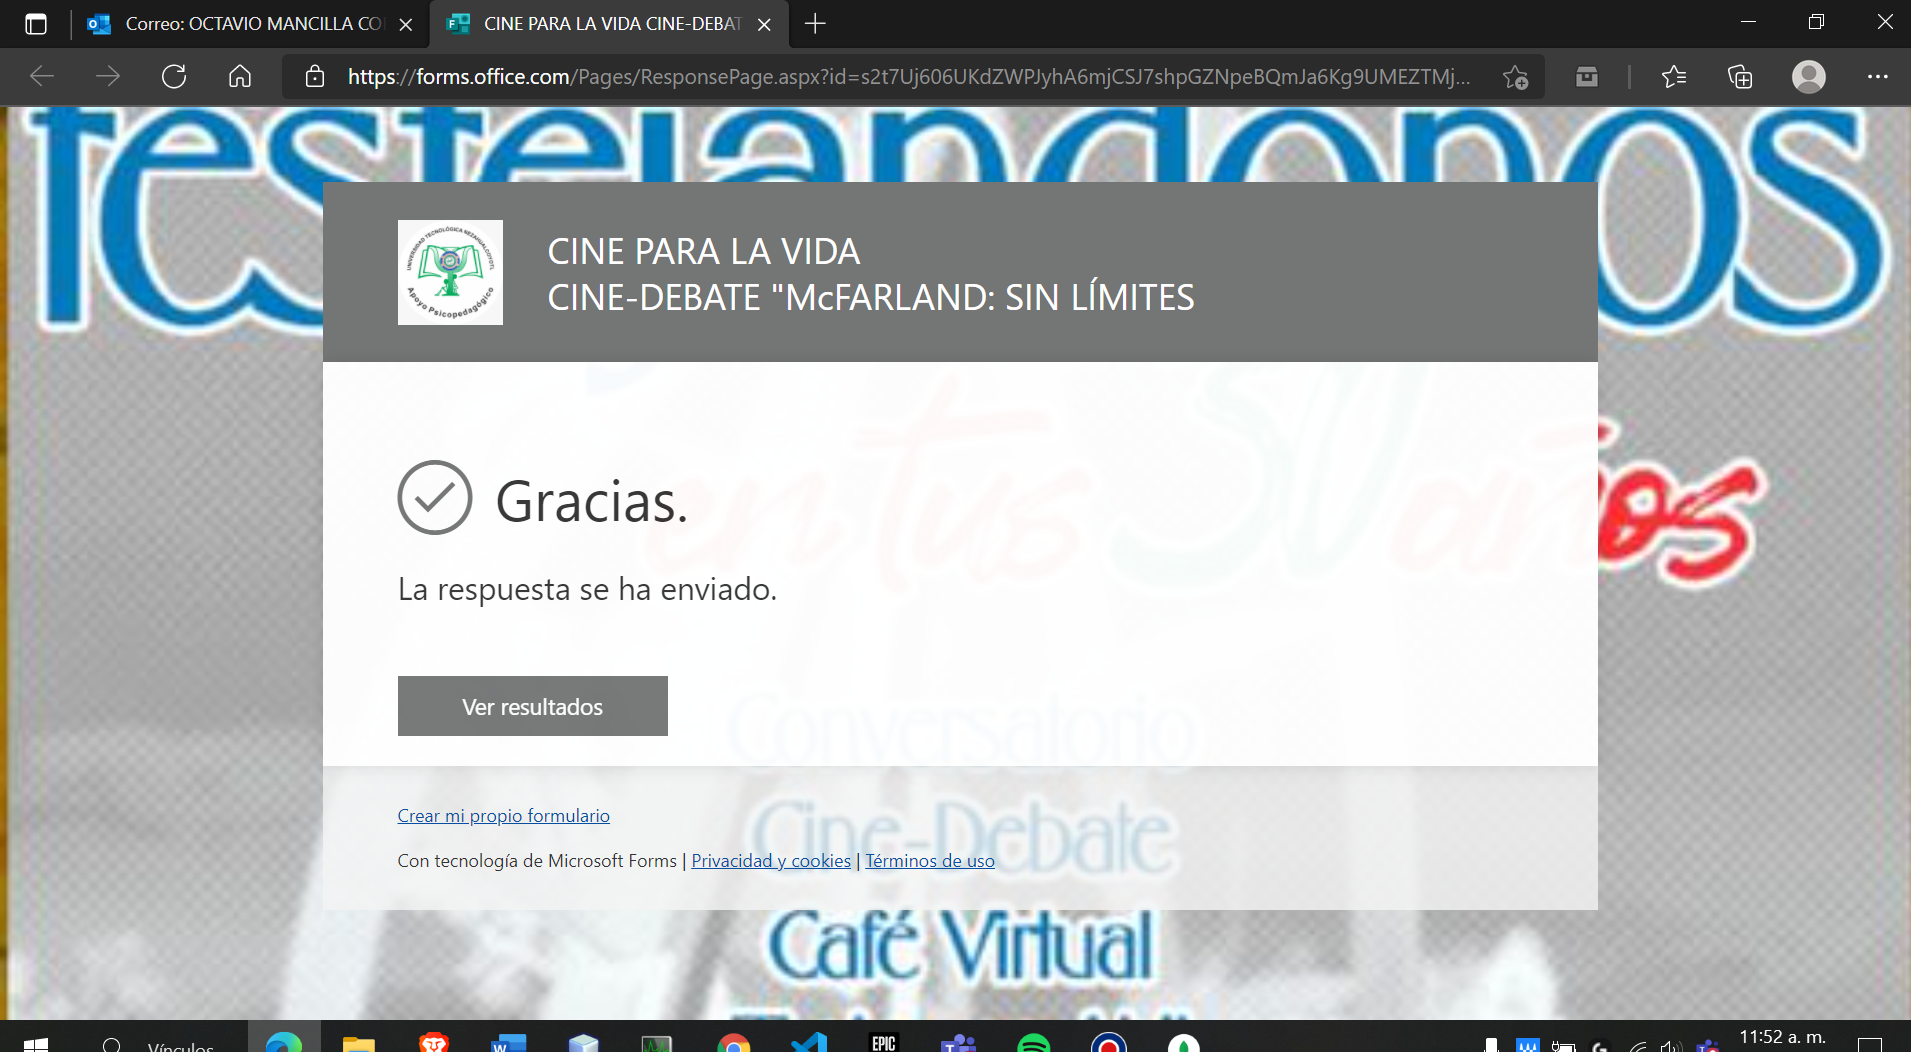 Correo: OCTAVIO MANCILLA CO
CINE PARA LA VIDA CINE-DEBAT
https://forms.office.com/Pages/ResponsePage.aspx?id=s2t7Uj606UKdZWPJyhA6mjCSJ7shpGZNpeBQmJa6Kg9UMEZTMj...
festejandonos
UNIVERSIDAD TECNOLÓGICA NEZAHUALCÓYOTL
Apoyo Psicopedagógico
CINE PARA LA VIDA
CINE-DEBATE "McFARLAND: SIN LÍMITES
en tus 30 años
Gracias.
La respuesta se ha enviado.
Ver resultados
Conversatorio
Crear mi propio formulario
Cine-Debate
Con tecnología de Microsoft Forms | Privacidad y cookies | Términos de uso
Café Virtual
Vínculos
EPIC
11:52 a. m.